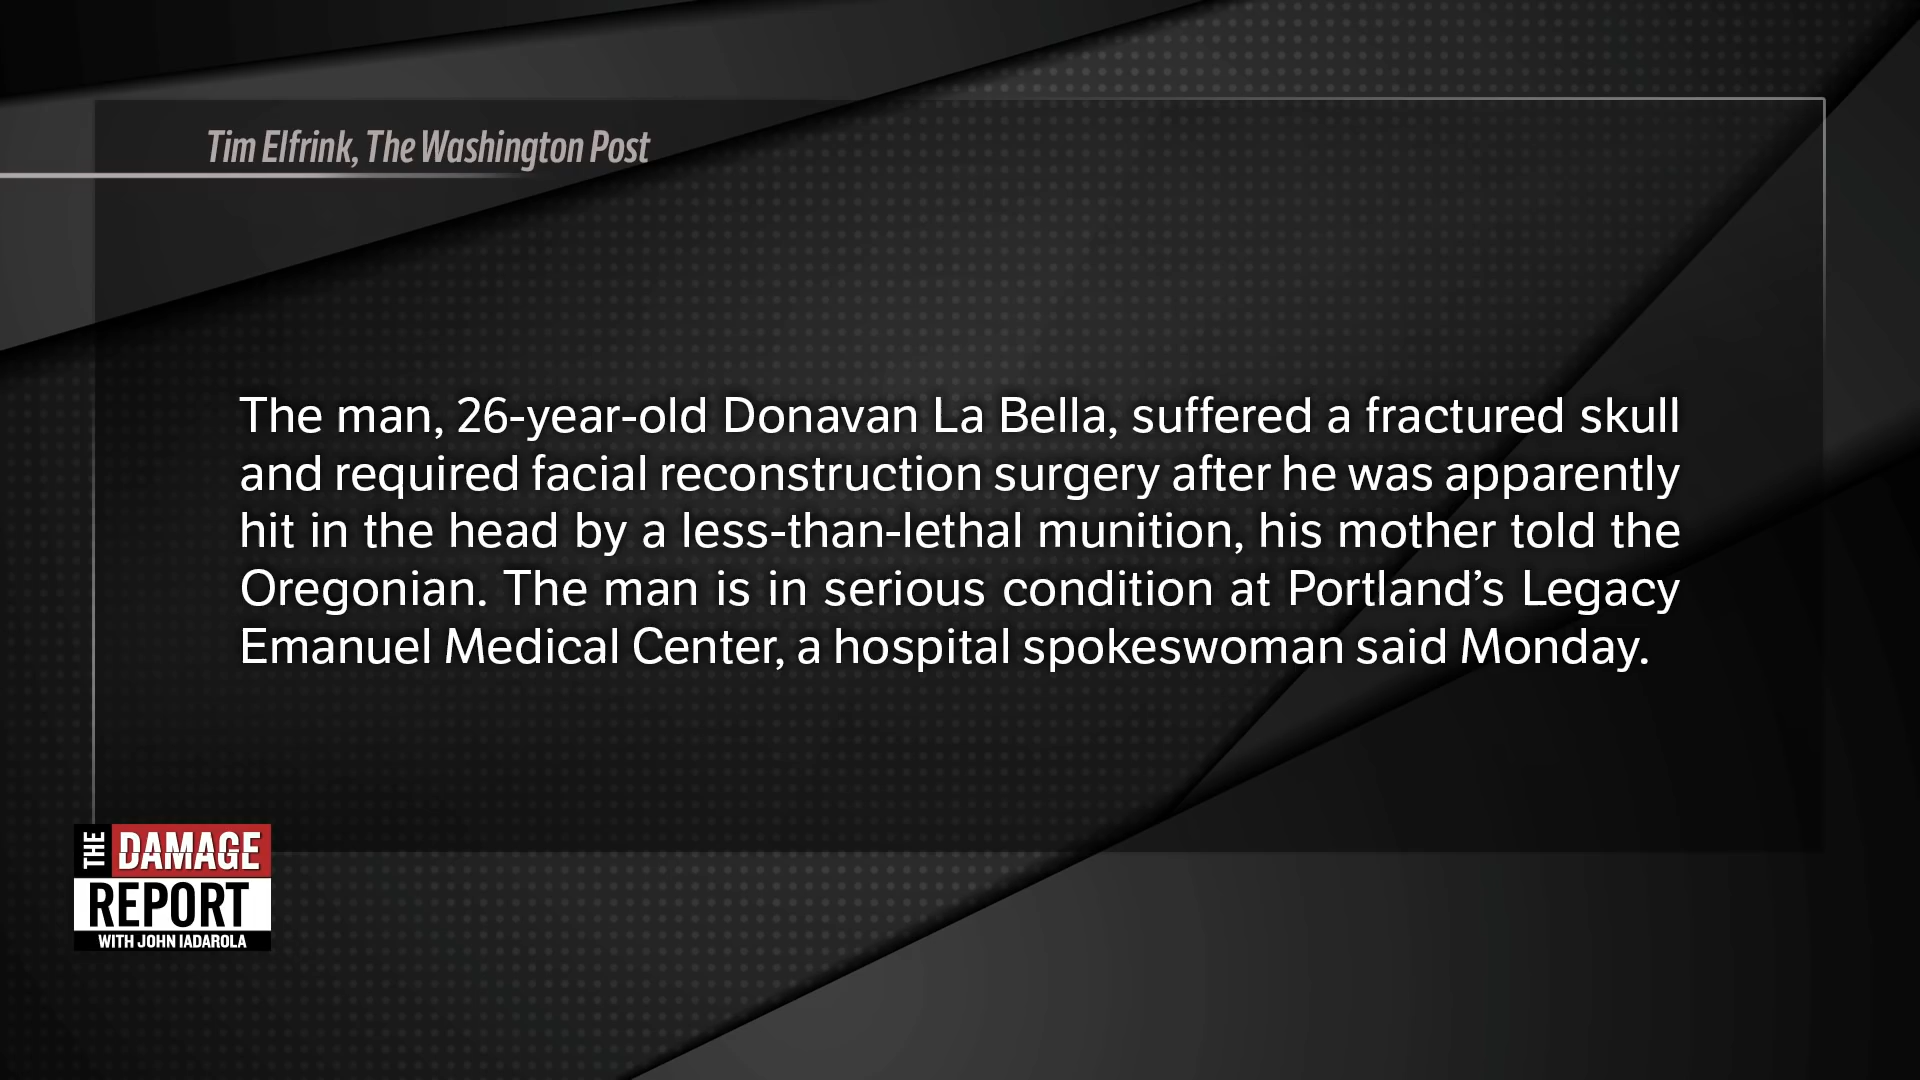 Tim Elfrink, The Washington Post
The man, 26-year-old Donavan La Bella, suffered a fractured skull
and required facial reconstruction surgery after he was apparently
hit in the head by a less-than-lethal munition, his mother told the
Oregonian. The man is in serious condition at Portland’s Legacy
Emanuel Medical Center, a hospital spokeswoman said Monday.
THE DAMAGE
REPORT
WITH JOHN IADAROLA